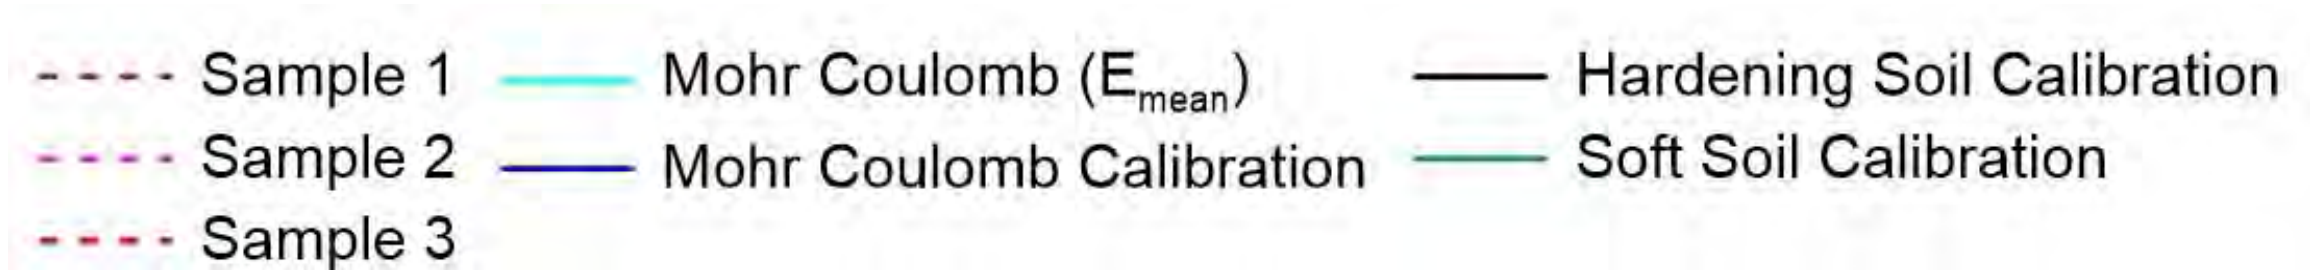 Sample 1
Sample 2
Sample 3
Mohr Coulomb (Emean)
Mohr Coulomb Calibration
Hardening Soil Calibration
Soft Soil Calibration